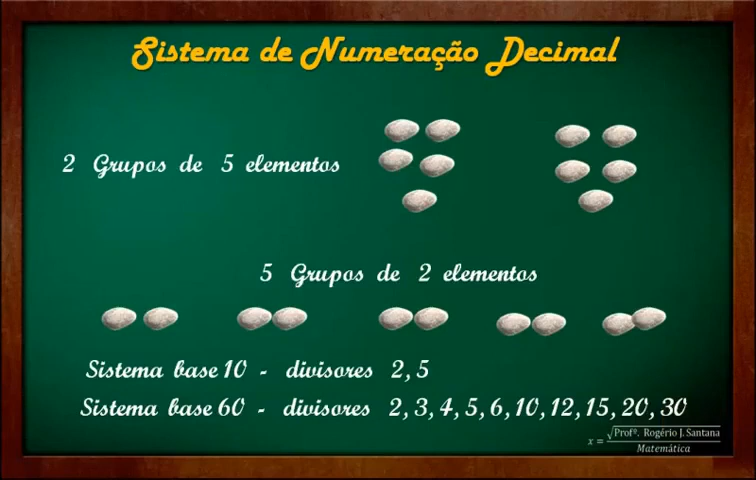 Sistema de Numeração Decimal
2 Grupos de 5 elementos
5 Grupos de 2 elementos
Sistema base 10 - divisores 2, 5
Sistema base 60 - divisores 2, 3, 4, 5, 6, 10, 12, 15, 20, 30
x = √Profº. Rogério J. Santana
Matemática